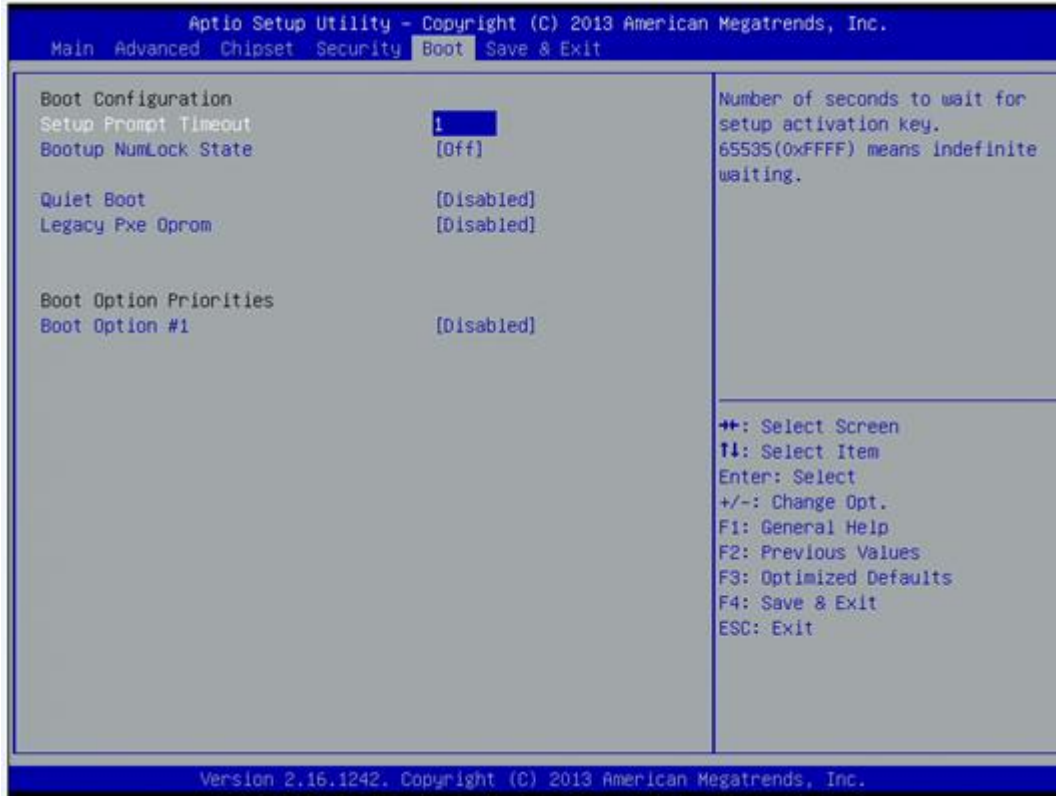 Aptio Setup Utility – Copyright (C) 2013 American Megatrends, Inc.
Main Advanced Chipset Security Boot Save & Exit
Boot Configuration
Setup Prompt Timeout 1
Bootup NumLock State [Off]
Quiet Boot [Disabled]
Legacy Pxe Oprom [Disabled]
Boot Option Priorities
Boot Option #1 [Disabled]
Number of seconds to wait for
setup activation key.
65535(0xFFFF) means indefinite
waiting.
→←: Select Screen
↑↓: Select Item
Enter: Select
+/-: Change Opt.
F1: General Help
F2: Previous Values
F3: Optimized Defaults
F4: Save & Exit
ESC: Exit
Version 2.16.1242. Copyright (C) 2013 American Megatrends, Inc.